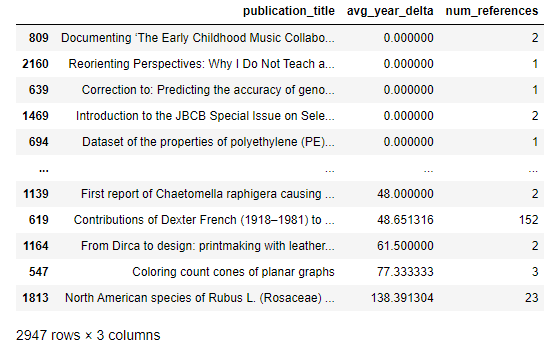 publication_title avg_year_delta num_references
809 Documenting ‘The Early Childhood Music Collabo... 0.000000 2
2160 Reorienting Perspectives: Why I Do Not Teach a... 0.000000 1
639 Correction to: Predicting the accuracy of geno... 0.000000 1
1469 Introduction to the JBCB Special Issue on Sele... 0.000000 2
694 Dataset of the properties of polyethylene (PE)... 0.000000 1
... ... ... ...
1139 First report of Chaetomella raphigera causing ... 48.000000 2
619 Contributions of Dexter French (1918–1981) to ... 48.651316 152
1164 From Dirca to design: printmaking with leather... 61.500000 2
547 Coloring count cones of planar graphs 77.333333 3
1813 North American species of Rubus L. (Rosaceae) ... 138.391304 23
2947 rows × 3 columns